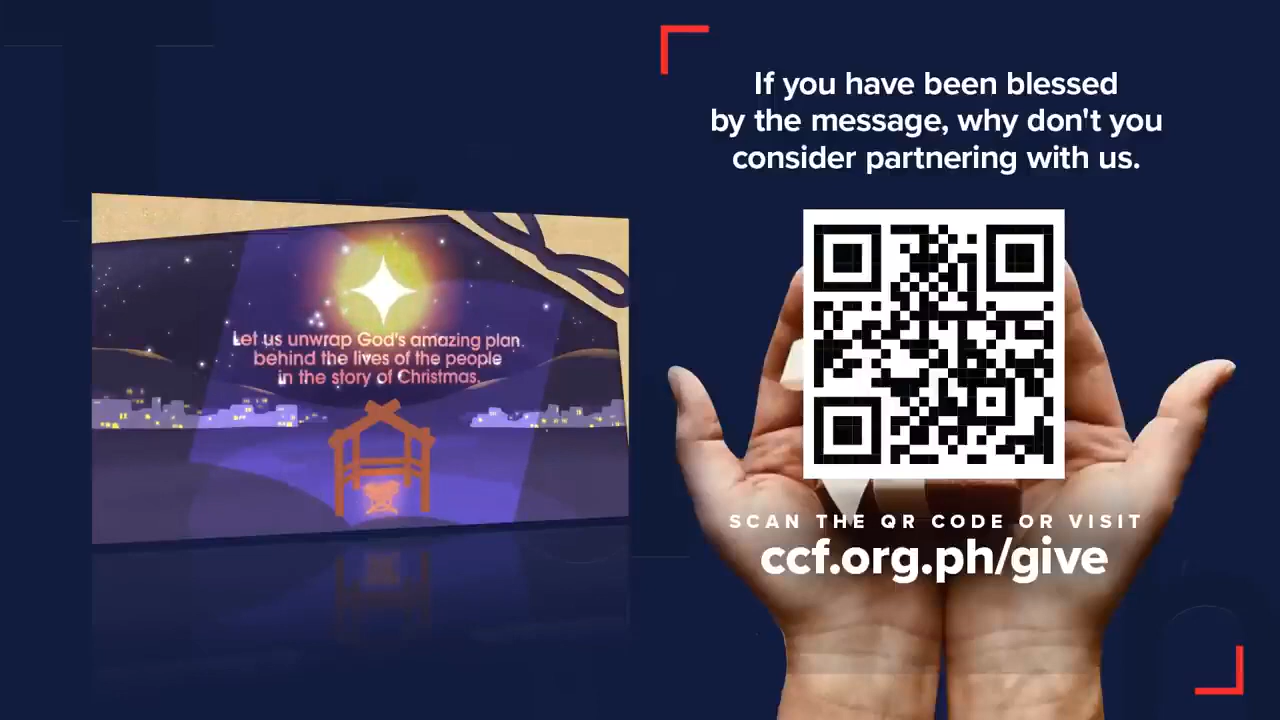 If you have been blessed
by the message, why don't you
consider partnering with us.
Let us unwrap God's amazing plan
behind the lives of the people
in the story of Christmas.
SCAN THE QR CODE OR VISIT
ccf.org.ph/give